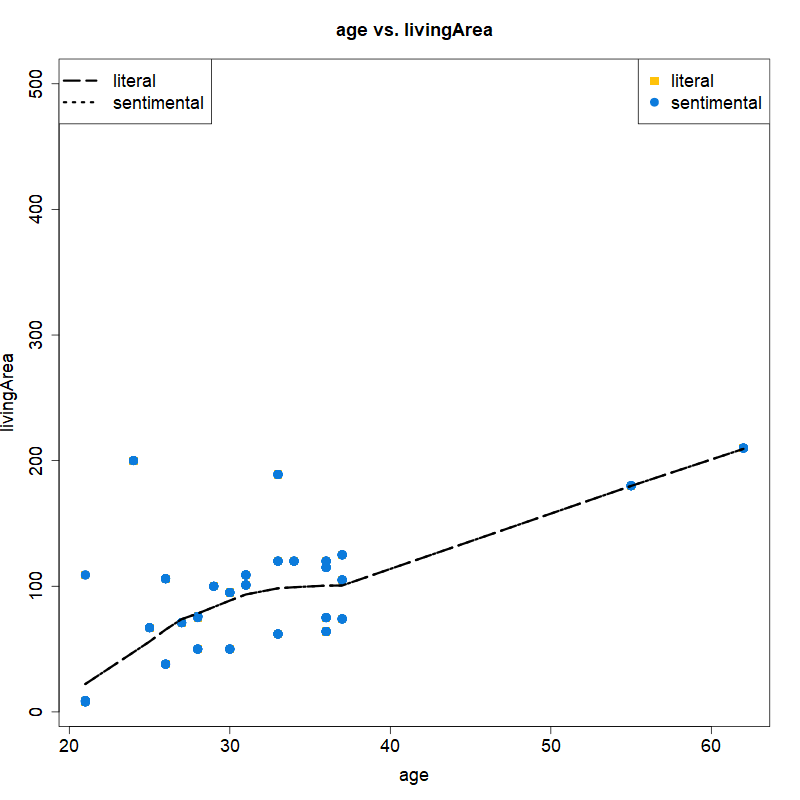 age vs. livingArea
literal
sentimental
literal
sentimental
livingArea
500
400
300
200
100
0
20 30 40 50 60
age